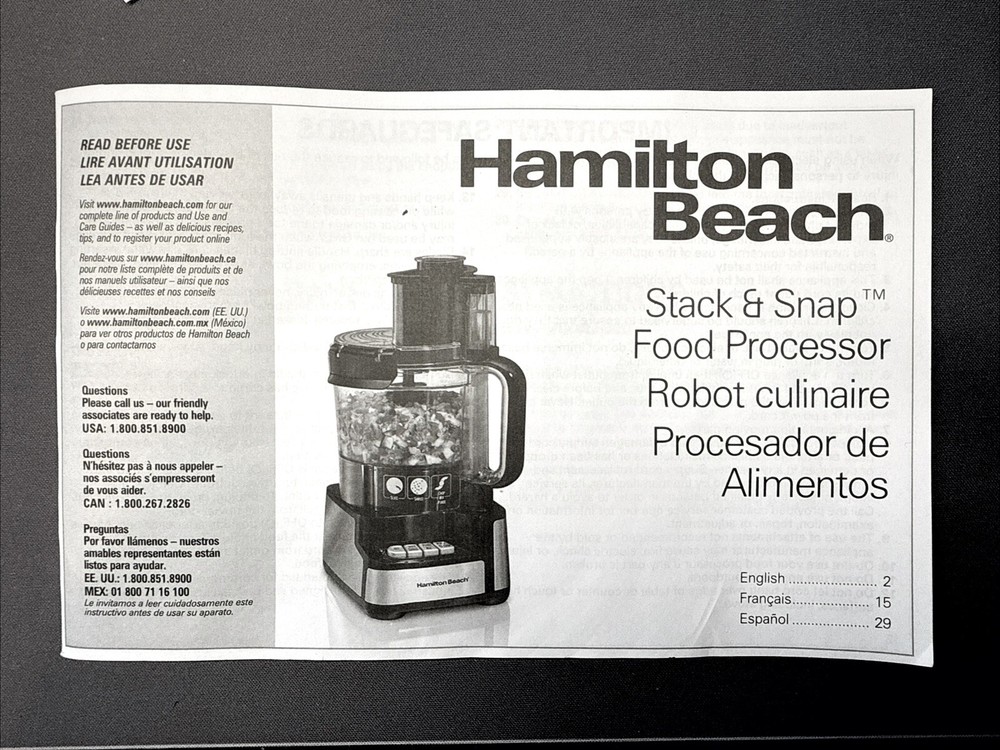 READ BEFORE USE
LIRE AVANT UTILISATION
LEA ANTES DE USAR
Visit www.hamiltonbeach.com for our
complete line of products and Use and
Care Guides – as well as delicious recipes,
tips, and to register your product online
Rendez-vous sur www.hamiltonbeach.ca
pour notre liste complète de produits et de
nos manuels utilisateur – ainsi que nos
délicieuses recettes et nos conseils
Visite www.hamiltonbeach.com (EE. UU.)
o www.hamiltonbeach.com.mx (México)
para ver otros productos de Hamilton Beach
o para contactarnos
Questions
Please call us – our friendly
associates are ready to help.
USA: 1.800.851.8900
Questions
N'hésitez pas à nous appeler –
nos associés s'empresseront
de vous aider.
CAN : 1.800.267.2826
Preguntas
Por favor llámenos – nuestros
amables representantes están
listos para ayudar.
EE. UU.: 1.800.851.8900
MEX: 01 800 71 16 100
Le invitamos a leer cuidadosamente este
instructivo antes de usar su aparato.
Hamilton
Beach®
Stack & Snap™
Food Processor
Robot culinaire
Procesador de
Alimentos
Hamilton Beach
English .................... 2
Français................... 15
Español ................... 29